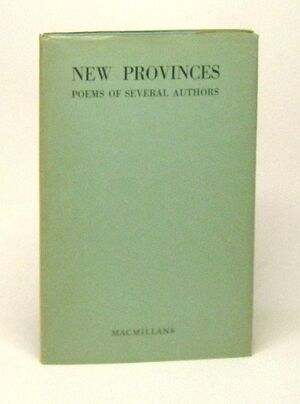 NEW PROVINCES
POEMS OF SEVERAL AUTHORS
MACMILLANS